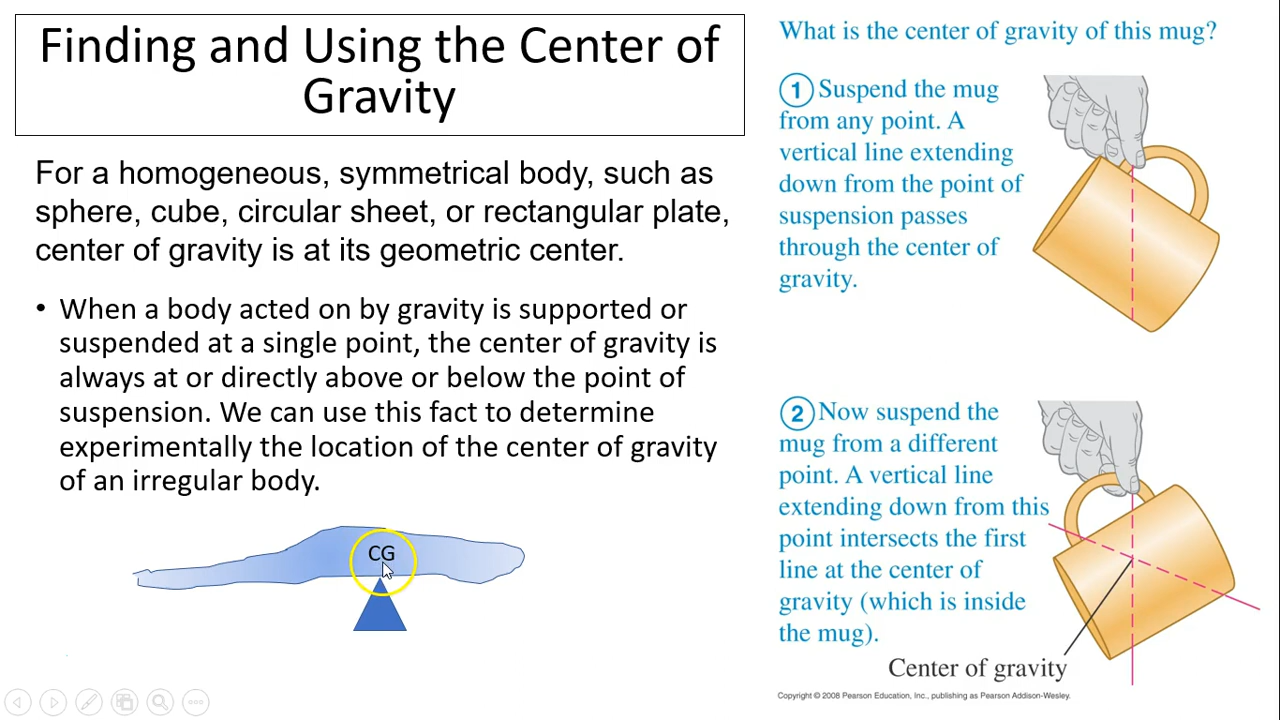 Finding and Using the Center of
Gravity
For a homogeneous, symmetrical body, such as
sphere, cube, circular sheet, or rectangular plate,
center of gravity is at its geometric center.
• When a body acted on by gravity is supported or
suspended at a single point, the center of gravity is
always at or directly above or below the point of
suspension. We can use this fact to determine
experimentally the location of the center of gravity
of an irregular body.
CG
What is the center of gravity of this mug?
1 Suspend the mug
from any point. A
vertical line extending
down from the point of
suspension passes
through the center of
gravity.
2 Now suspend the
mug from a different
point. A vertical line
extending down from this
point intersects the first
line at the center of
gravity (which is inside
the mug).
Center of gravity
Copyright © 2008 Pearson Education, Inc., publishing as Pearson Addison-Wesley.